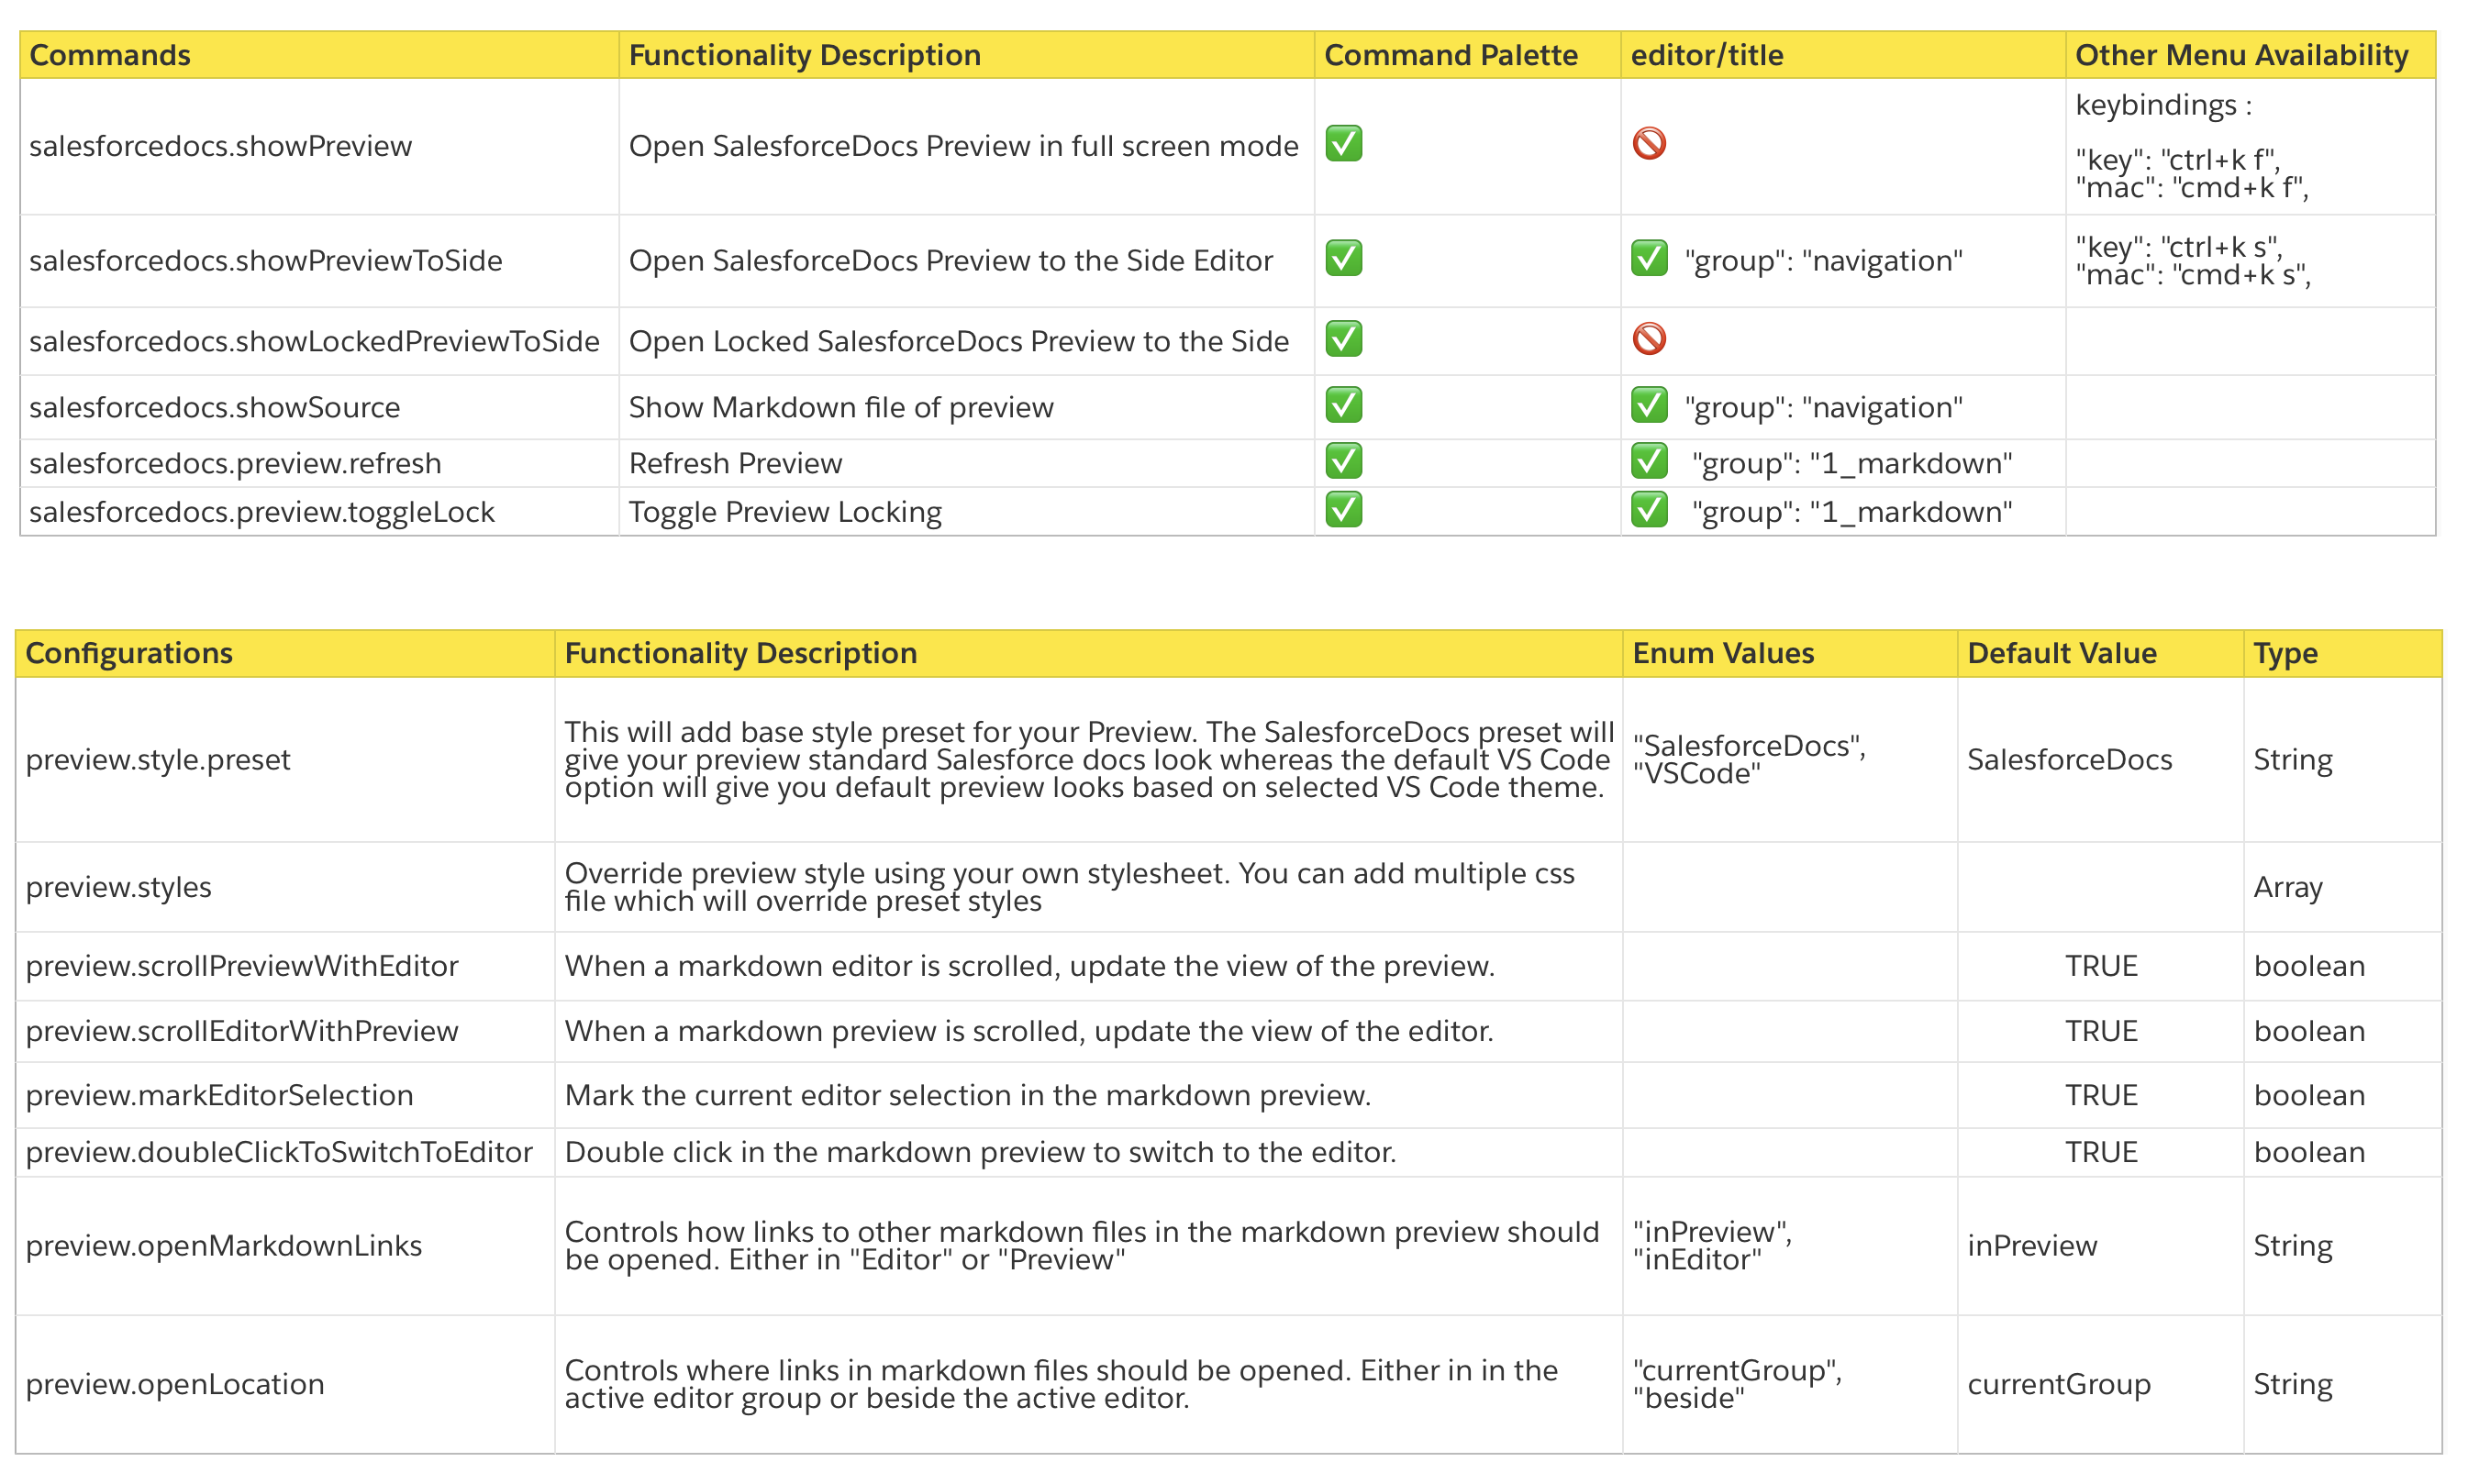 Commands Functionality Description Command Palette editor/title Other Menu Availability
salesforcedocs.showPreview Open SalesforceDocs Preview in full screen mode ✅ 🚫 keybindings :
"key": "ctrl+k f",
"mac": "cmd+k f",
salesforcedocs.showPreviewToSide Open SalesforceDocs Preview to the Side Editor ✅ ✅ "group": "navigation" "key": "ctrl+k s",
"mac": "cmd+k s",
salesforcedocs.showLockedPreviewToSide Open Locked SalesforceDocs Preview to the Side ✅ 🚫
salesforcedocs.showSource Show Markdown file of preview ✅ ✅ "group": "navigation"
salesforcedocs.preview.refresh Refresh Preview ✅ ✅ "group": "1_markdown"
salesforcedocs.preview.toggleLock Toggle Preview Locking ✅ ✅ "group": "1_markdown"
Configurations Functionality Description Enum Values Default Value Type
preview.style.preset
This will add base style preset for your Preview. The SalesforceDocs preset will
give your preview standard Salesforce docs look whereas the default VS Code
option will give you default preview looks based on selected VS Code theme.
"SalesforceDocs",
"VSCode"
SalesforceDocs
String
preview.styles
Override preview style using your own stylesheet. You can add multiple css
file which will override preset styles
Array
preview.scrollPreviewWithEditor When a markdown editor is scrolled, update the view of the preview. TRUE boolean
preview.scrollEditorWithPreview When a markdown preview is scrolled, update the view of the editor. TRUE boolean
preview.markEditorSelection Mark the current editor selection in the markdown preview. TRUE boolean
preview.doubleClickToSwitchToEditor Double click in the markdown preview to switch to the editor. TRUE boolean
preview.openMarkdownLinks
Controls how links to other markdown files in the markdown preview should
be opened. Either in "Editor" or "Preview"
"inPreview",
"inEditor"
inPreview
String
preview.openLocation
Controls where links in markdown files should be opened. Either in in the
active editor group or beside the active editor.
"currentGroup",
"beside"
currentGroup
String